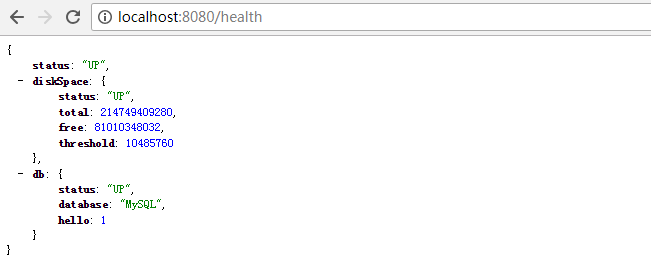 localhost:8080/health
{
status: "UP",
- diskSpace: {
status: "UP",
total: 214749409280,
free: 81010348032,
threshold: 10485760
},
- db: {
status: "UP",
database: "MySQL",
hello: 1
}
}